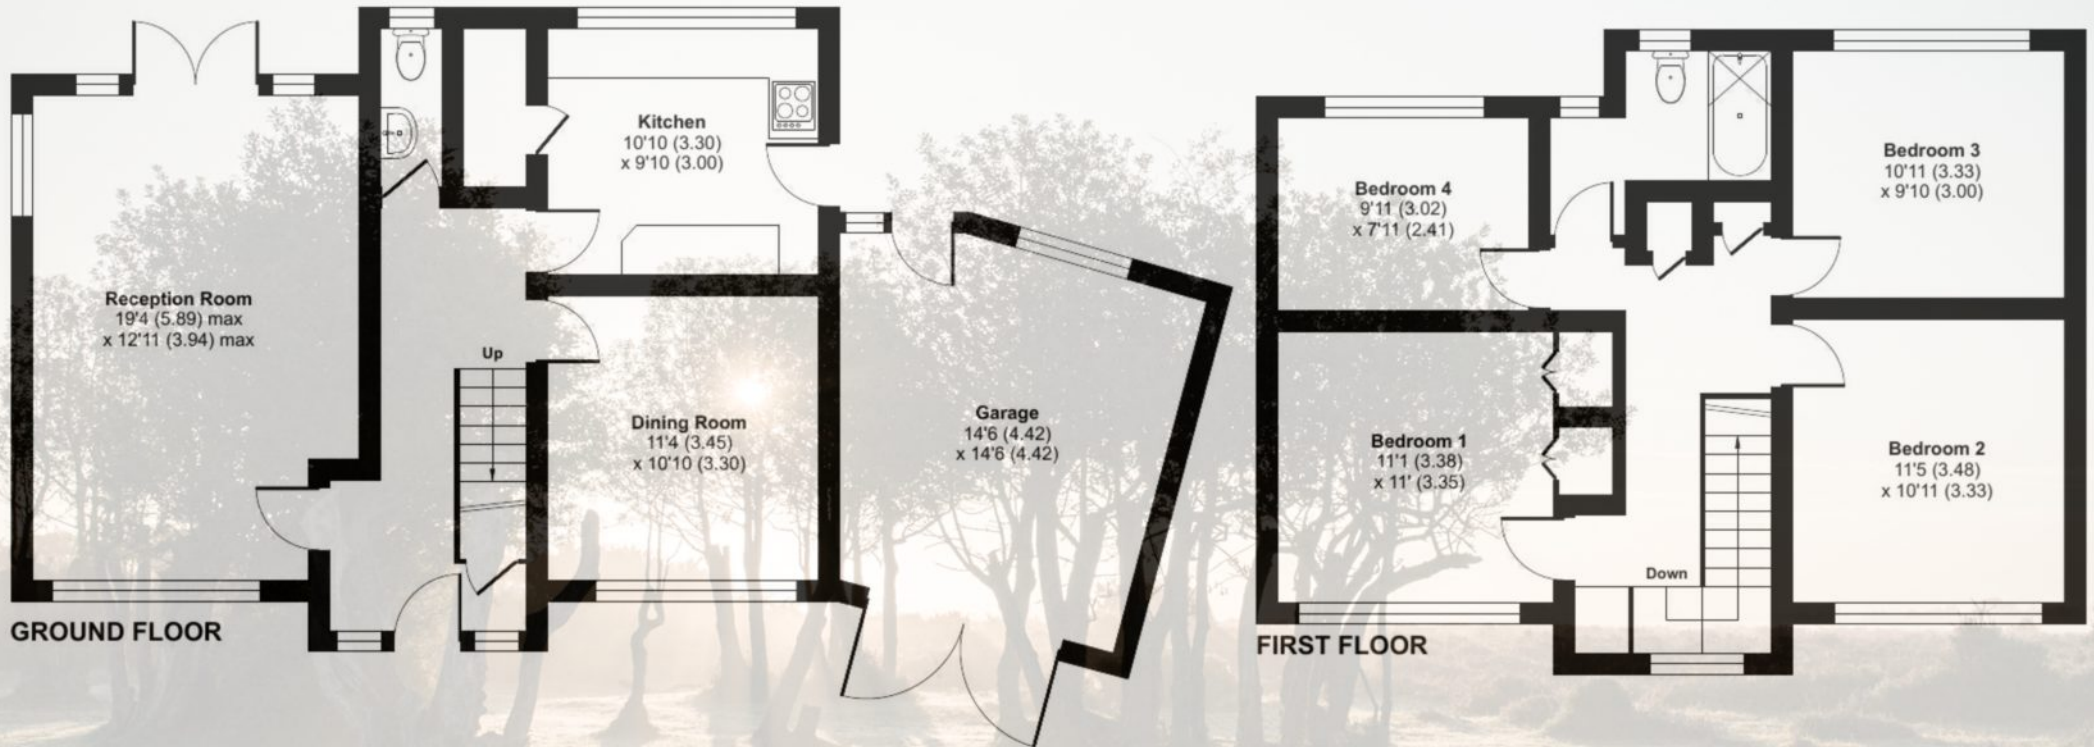 Kitchen
10'10 (3.30)
x 9'10 (3.00)
Reception Room
19'4 (5.89) max
x 12'11 (3.94) max
Up
Dining Room
11'4 (3.45)
x 10'10 (3.30)
Garage
14'6 (4.42)
x 14'6 (4.42)
GROUND FLOOR
Bedroom 3
10'11 (3.33)
x 9'10 (3.00)
Bedroom 4
9'11 (3.02)
x 7'11 (2.41)
Bedroom 1
11'1 (3.38)
x 11' (3.35)
Bedroom 2
11'5 (3.48)
x 10'11 (3.33)
Down
FIRST FLOOR